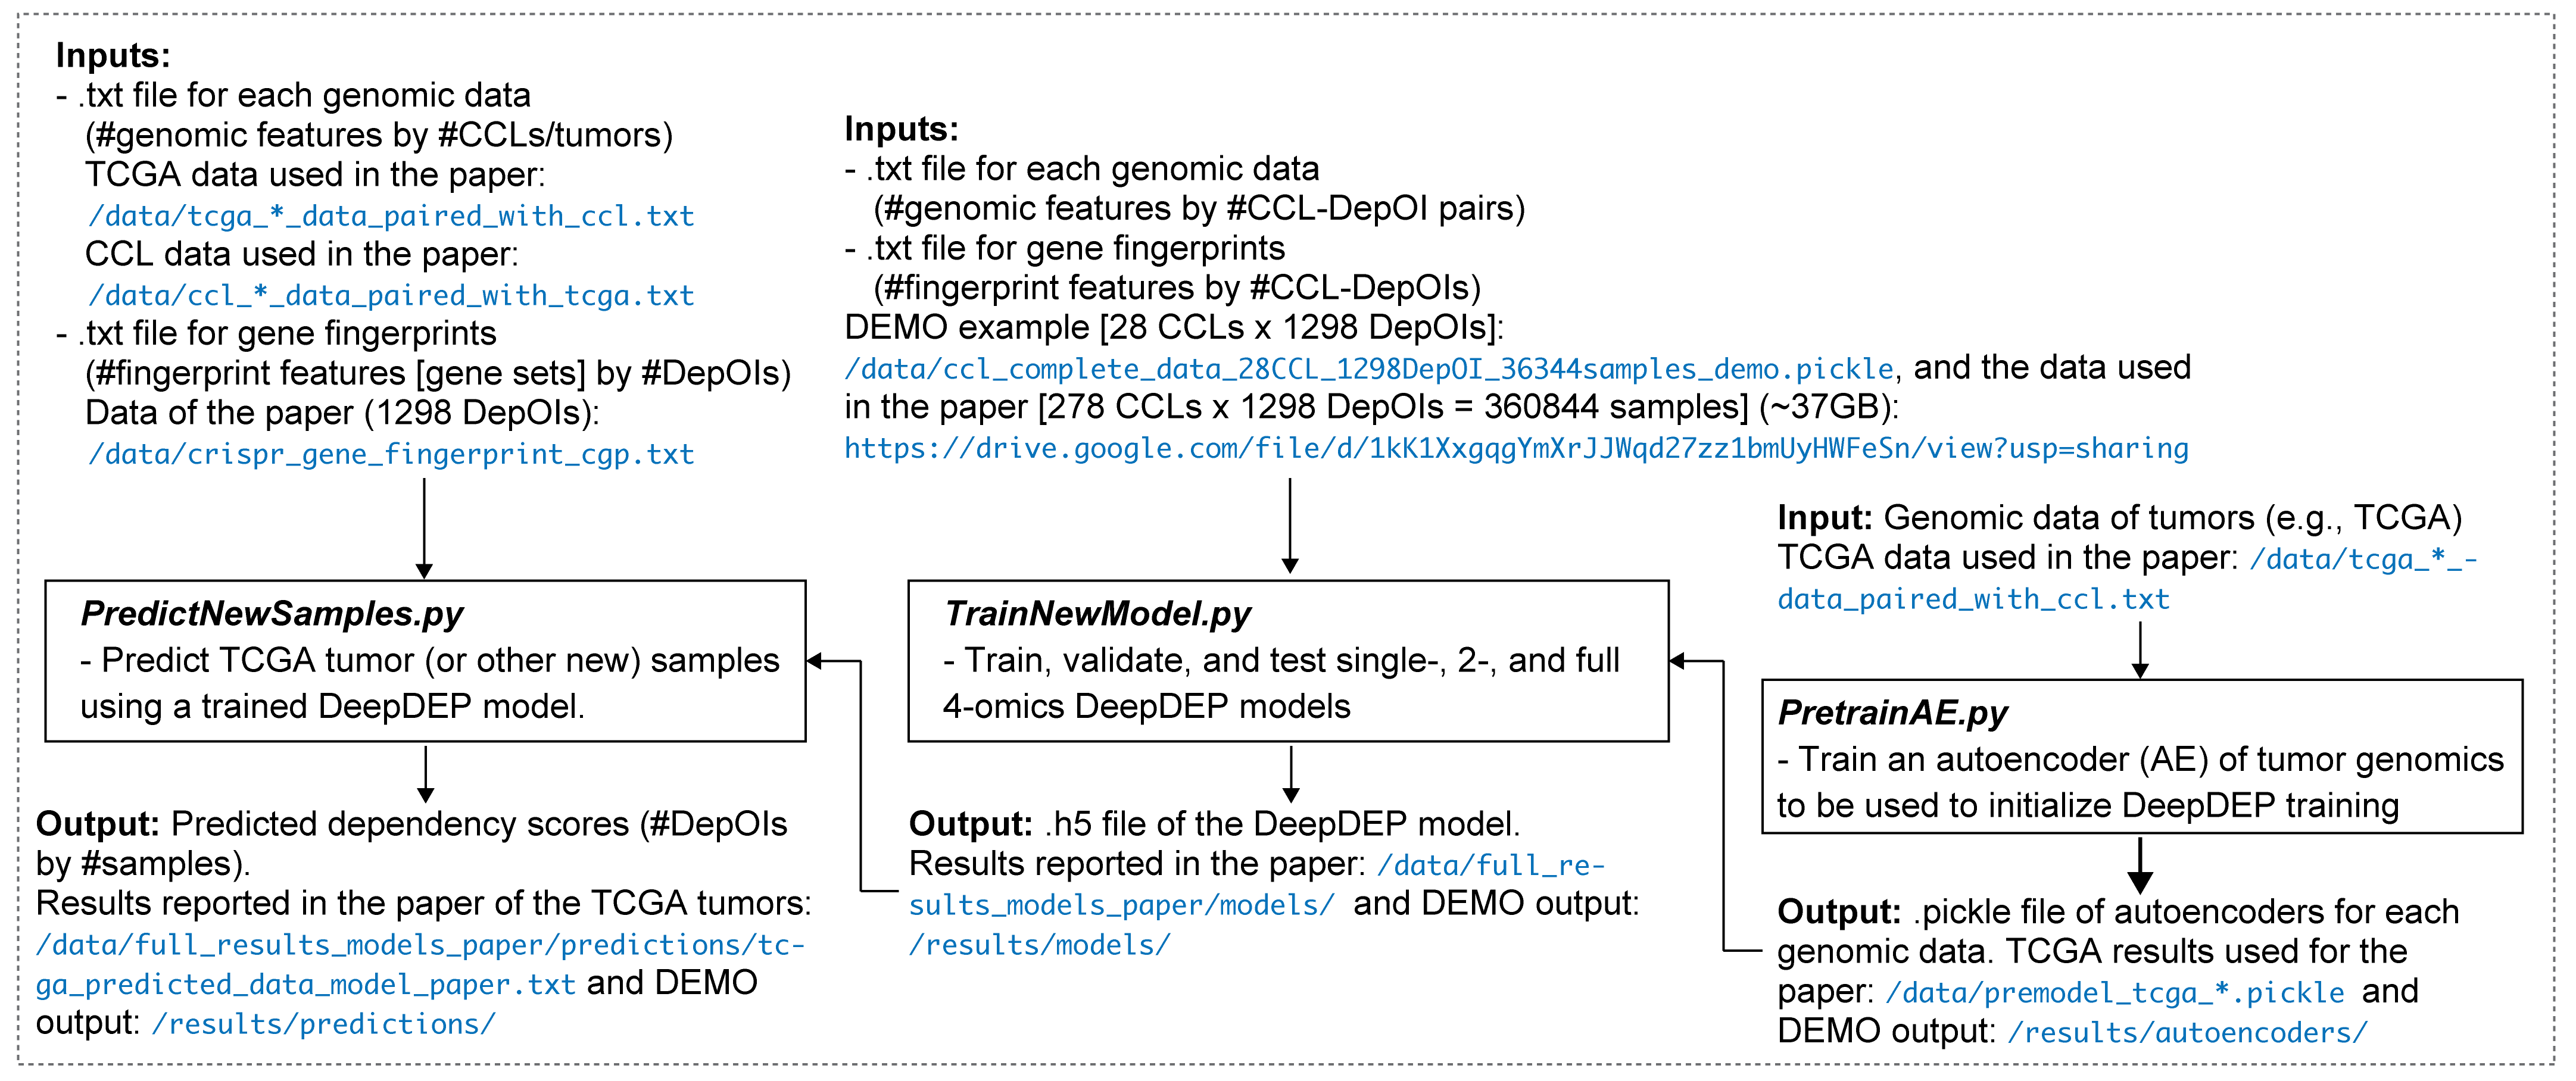 Inputs:
- .txt file for each genomic data
(#genomic features by #CCLs/tumors)
TCGA data used in the paper:
/data/tcga_*_data_paired_with_ccl.txt
CCL data used in the paper:
/data/ccl_*_data_paired_with_tcga.txt
- .txt file for gene fingerprints
(#fingerprint features [gene sets] by #DepOIs)
Data of the paper (1298 DepOIs):
/data/crispr_gene_fingerprint_cgp.txt
PredictNewSamples.py
- Predict TCGA tumor (or other new) samples
using a trained DeepDEP model.
Output: Predicted dependency scores (#DepOIs
by #samples).
Results reported in the paper of the TCGA tumors:
/data/full_results_models_paper/predictions/tc-
ga_predicted_data_model_paper.txt and DEMO
output: /results/predictions/
Inputs:
- .txt file for each genomic data
(#genomic features by #CCL-DepOI pairs)
- .txt file for gene fingerprints
(#fingerprint features by #CCL-DepOIs)
DEMO example [28 CCLs x 1298 DepOIs]:
/data/ccl_complete_data_28CCL_1298DepOI_36344samples_demo.pickle, and the data used
in the paper [278 CCLs x 1298 DepOIs = 360844 samples] (~37GB):
https://drive.google.com/file/d/1kK1XxgqgYmXrJJWqd27zz1bmUyHWFeSn/view?usp=sharing
TrainNewModel.py
- Train, validate, and test single-, 2-, and full
4-omics DeepDEP models
Output: .h5 file of the DeepDEP model.
Results reported in the paper: /data/full_re-
sults_models_paper/models/ and DEMO output:
/results/models/
Input: Genomic data of tumors (e.g., TCGA)
TCGA data used in the paper: /data/tcga_*_-
data_paired_with_ccl.txt
PretrainAE.py
- Train an autoencoder (AE) of tumor genomics
to be used to initialize DeepDEP training
Output: .pickle file of autoencoders for each
genomic data. TCGA results used for the
paper: /data/premodel_tcga_*.pickle and
DEMO output: /results/autoencoders/